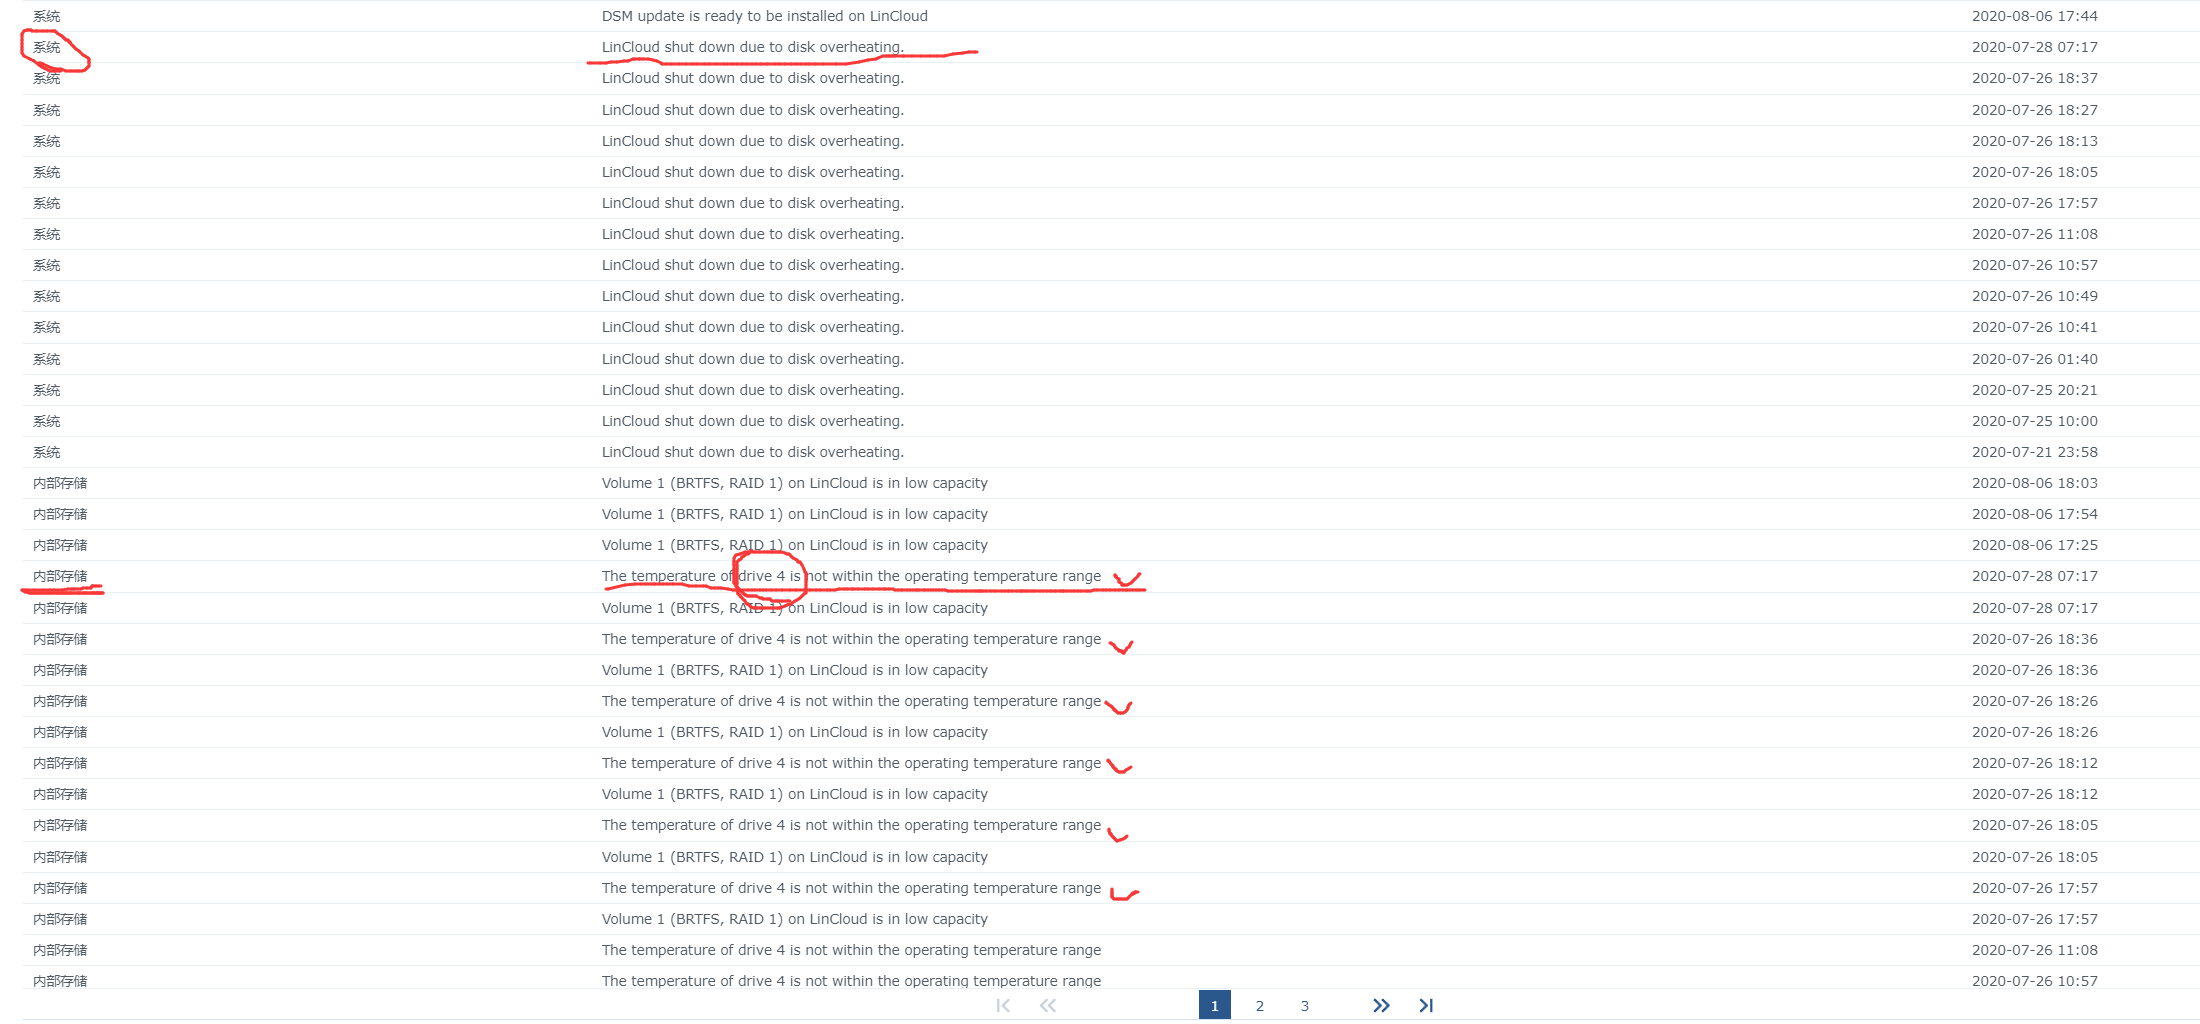 系统 DSM update is ready to be installed on LinCloud 2020-08-06 17:44
系统 LinCloud shut down due to disk overheating. 2020-07-28 07:17
系统 LinCloud shut down due to disk overheating. 2020-07-26 18:37
系统 LinCloud shut down due to disk overheating. 2020-07-26 18:27
系统 LinCloud shut down due to disk overheating. 2020-07-26 18:13
系统 LinCloud shut down due to disk overheating. 2020-07-26 18:05
系统 LinCloud shut down due to disk overheating. 2020-07-26 17:57
系统 LinCloud shut down due to disk overheating. 2020-07-26 11:08
系统 LinCloud shut down due to disk overheating. 2020-07-26 10:57
系统 LinCloud shut down due to disk overheating. 2020-07-26 10:49
系统 LinCloud shut down due to disk overheating. 2020-07-26 10:41
系统 LinCloud shut down due to disk overheating. 2020-07-26 01:40
系统 LinCloud shut down due to disk overheating. 2020-07-25 20:21
系统 LinCloud shut down due to disk overheating. 2020-07-25 10:00
系统 LinCloud shut down due to disk overheating. 2020-07-21 23:58
内部存储 Volume 1 (BRTFS, RAID 1) on LinCloud is in low capacity 2020-08-06 18:03
内部存储 Volume 1 (BRTFS, RAID 1) on LinCloud is in low capacity 2020-08-06 17:54
内部存储 Volume 1 (BRTFS, RAID 1) on LinCloud is in low capacity 2020-08-06 17:25
内部存储 The temperature of drive 4 is not within the operating temperature range 2020-07-28 07:17
内部存储 Volume 1 (BRTFS, RAID 1) on LinCloud is in low capacity 2020-07-28 07:17
内部存储 The temperature of drive 4 is not within the operating temperature range 2020-07-26 18:36
内部存储 Volume 1 (BRTFS, RAID 1) on LinCloud is in low capacity 2020-07-26 18:36
内部存储 The temperature of drive 4 is not within the operating temperature range 2020-07-26 18:26
内部存储 Volume 1 (BRTFS, RAID 1) on LinCloud is in low capacity 2020-07-26 18:26
内部存储 The temperature of drive 4 is not within the operating temperature range 2020-07-26 18:12
内部存储 Volume 1 (BRTFS, RAID 1) on LinCloud is in low capacity 2020-07-26 18:12
内部存储 The temperature of drive 4 is not within the operating temperature range 2020-07-26 18:05
内部存储 Volume 1 (BRTFS, RAID 1) on LinCloud is in low capacity 2020-07-26 18:05
内部存储 The temperature of drive 4 is not within the operating temperature range 2020-07-26 17:57
内部存储 Volume 1 (BRTFS, RAID 1) on LinCloud is in low capacity 2020-07-26 17:57
内部存储 The temperature of drive 4 is not within the operating temperature range 2020-07-26 11:08
内部存储 The temperature of drive 4 is not within the operating temperature range 2020-07-26 10:57
1 2 3